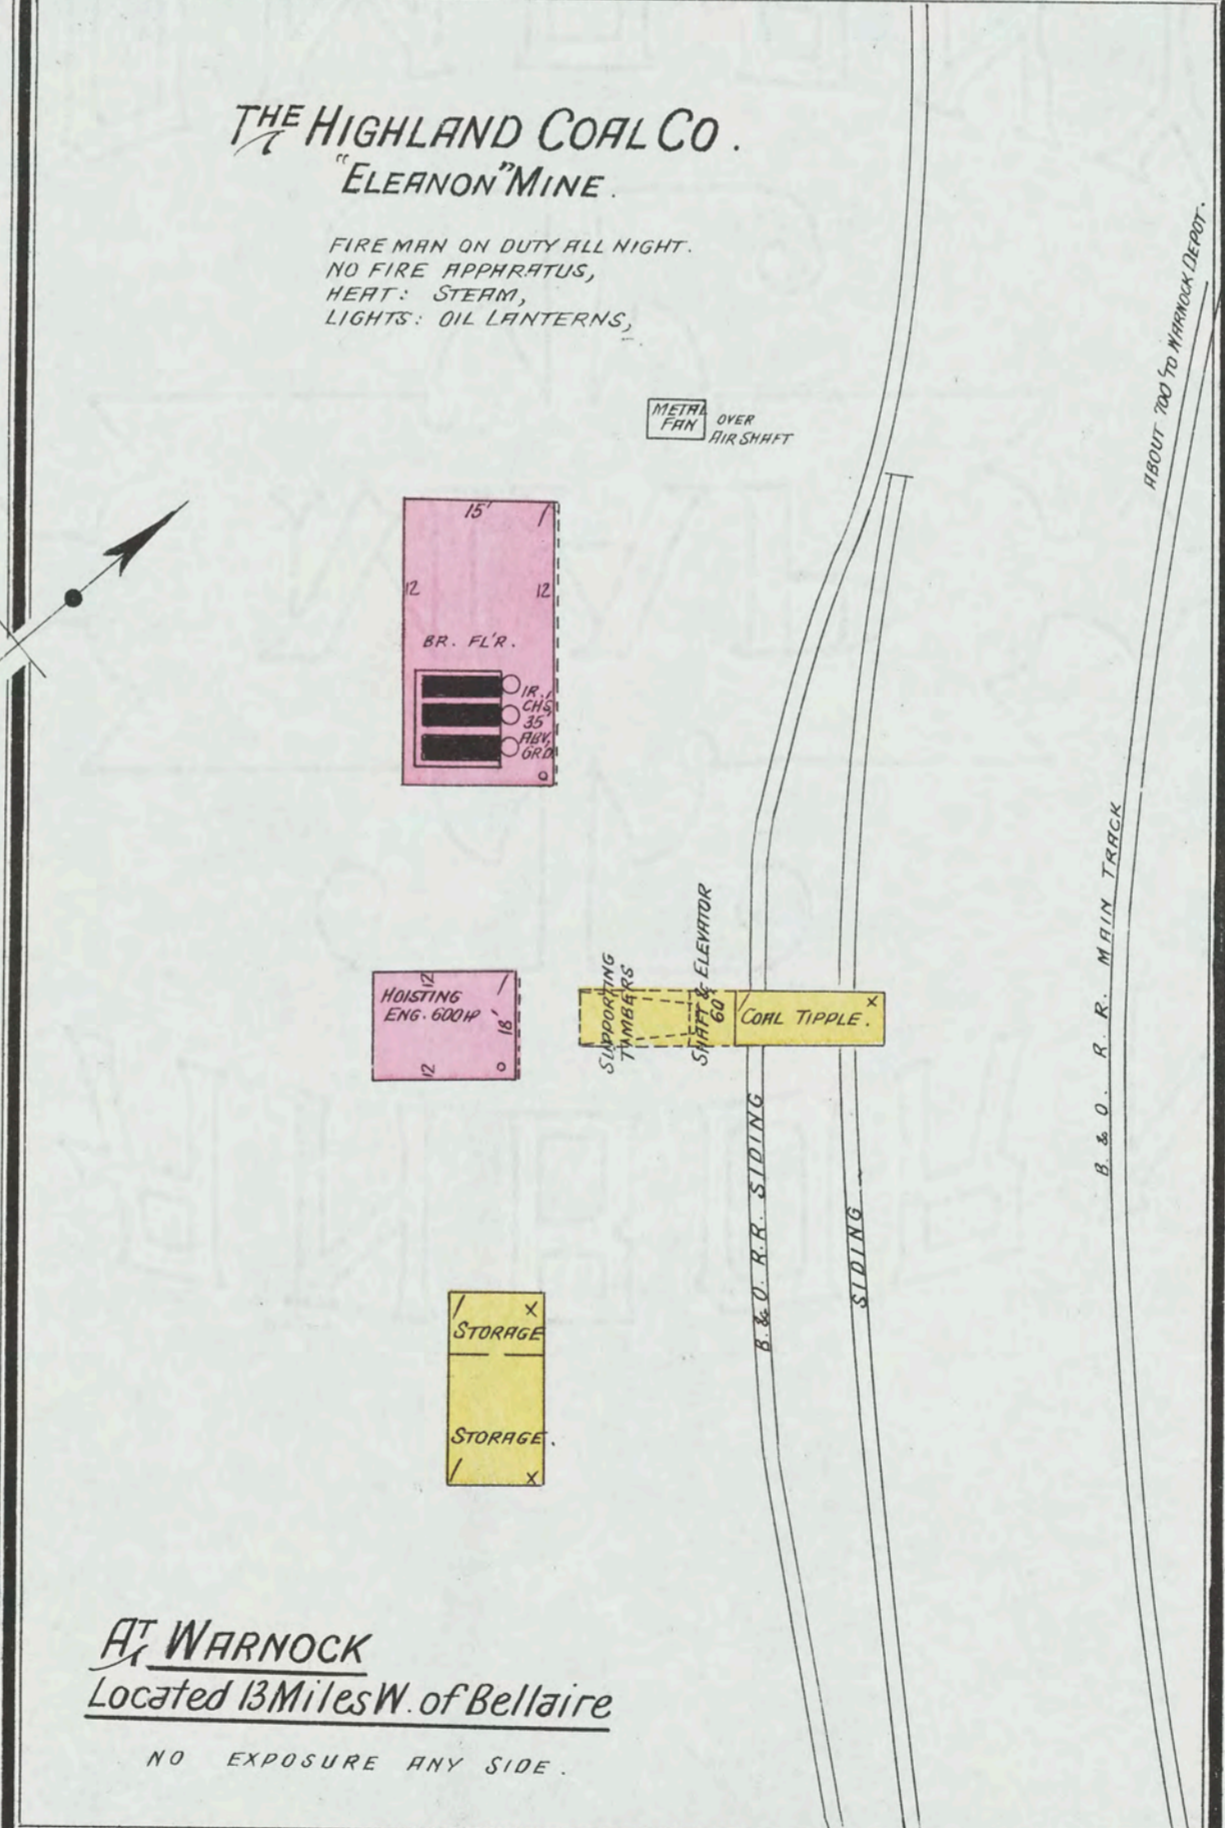 THE HIGHLAND COAL CO.
"ELEANON" MINE.
FIRE MAN ON DUTY ALL NIGHT.
NO FIRE APPARATUS,
HEAT: STEAM,
LIGHTS: OIL LANTERNS,
METAL
FAN
OVER
AIR SHAFT
ABOUT 700' TO WARNOCK DEPOT.
15'
/
12
12
BR. FL'R.
IR.
CHS,
35'
ABV.
GRD
12
/
HOISTING
ENG. 600 HP
18'
12
SUPPORTING
TIMBERS
SHAFT & ELEVATOR
60'
/
X
COAL TIPPLE.
B. & O. R. R. MAIN TRACK
B. & O. R.R. SIDING
SIDING
/
X
STORAGE
STORAGE.
/
X
AT WARNOCK
Located 13 Miles W. of Bellaire
NO EXPOSURE ANY SIDE.